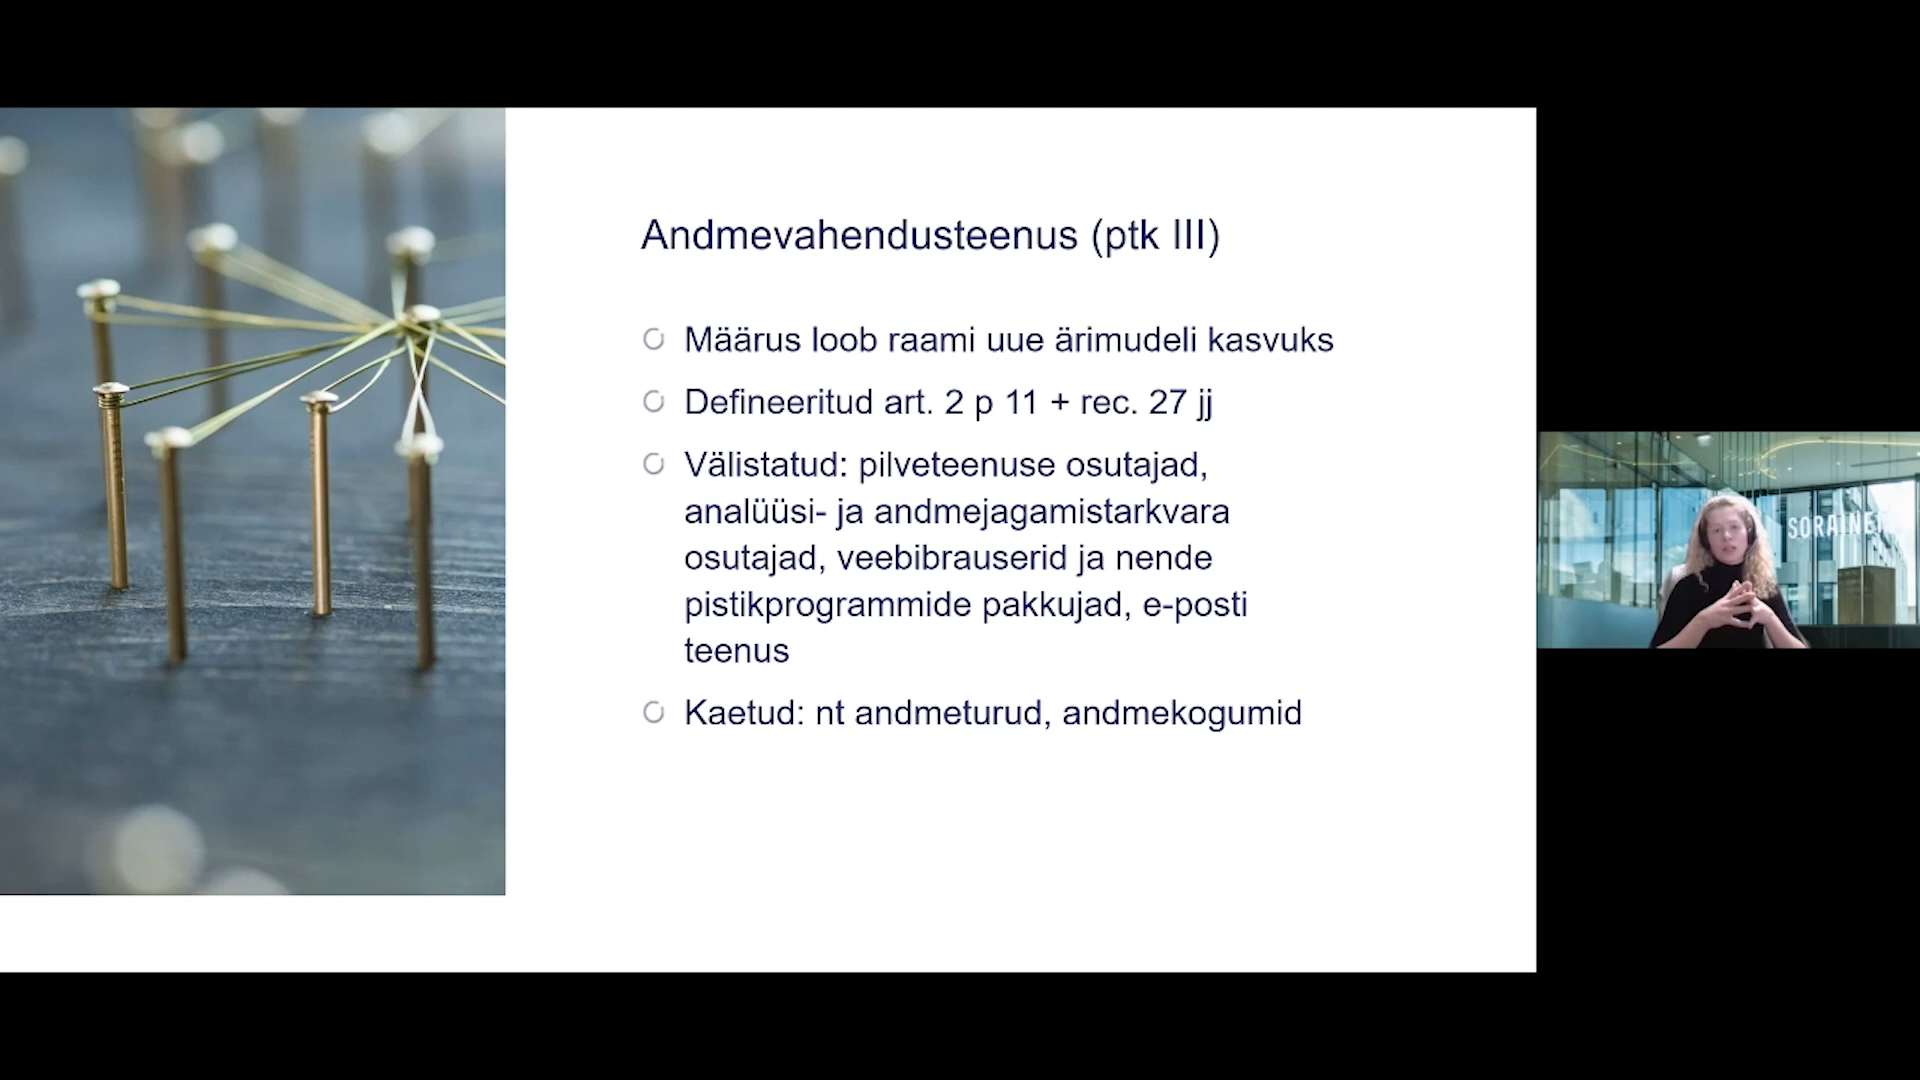 Andmevahendusteenus (ptk III)
Määrus loob raami uue ärimudeli kasvuks
Defineeritud art. 2 p 11 + rec. 27 jj
Välistatud: pilveteenuse osutajad,
analüüsi- ja andmejagamistarkvara
osutajad, veebibrauserid ja nende
pistikprogrammide pakkujad, e-posti
teenus
Kaetud: nt andmeturud, andmekogumid
SORAINEN